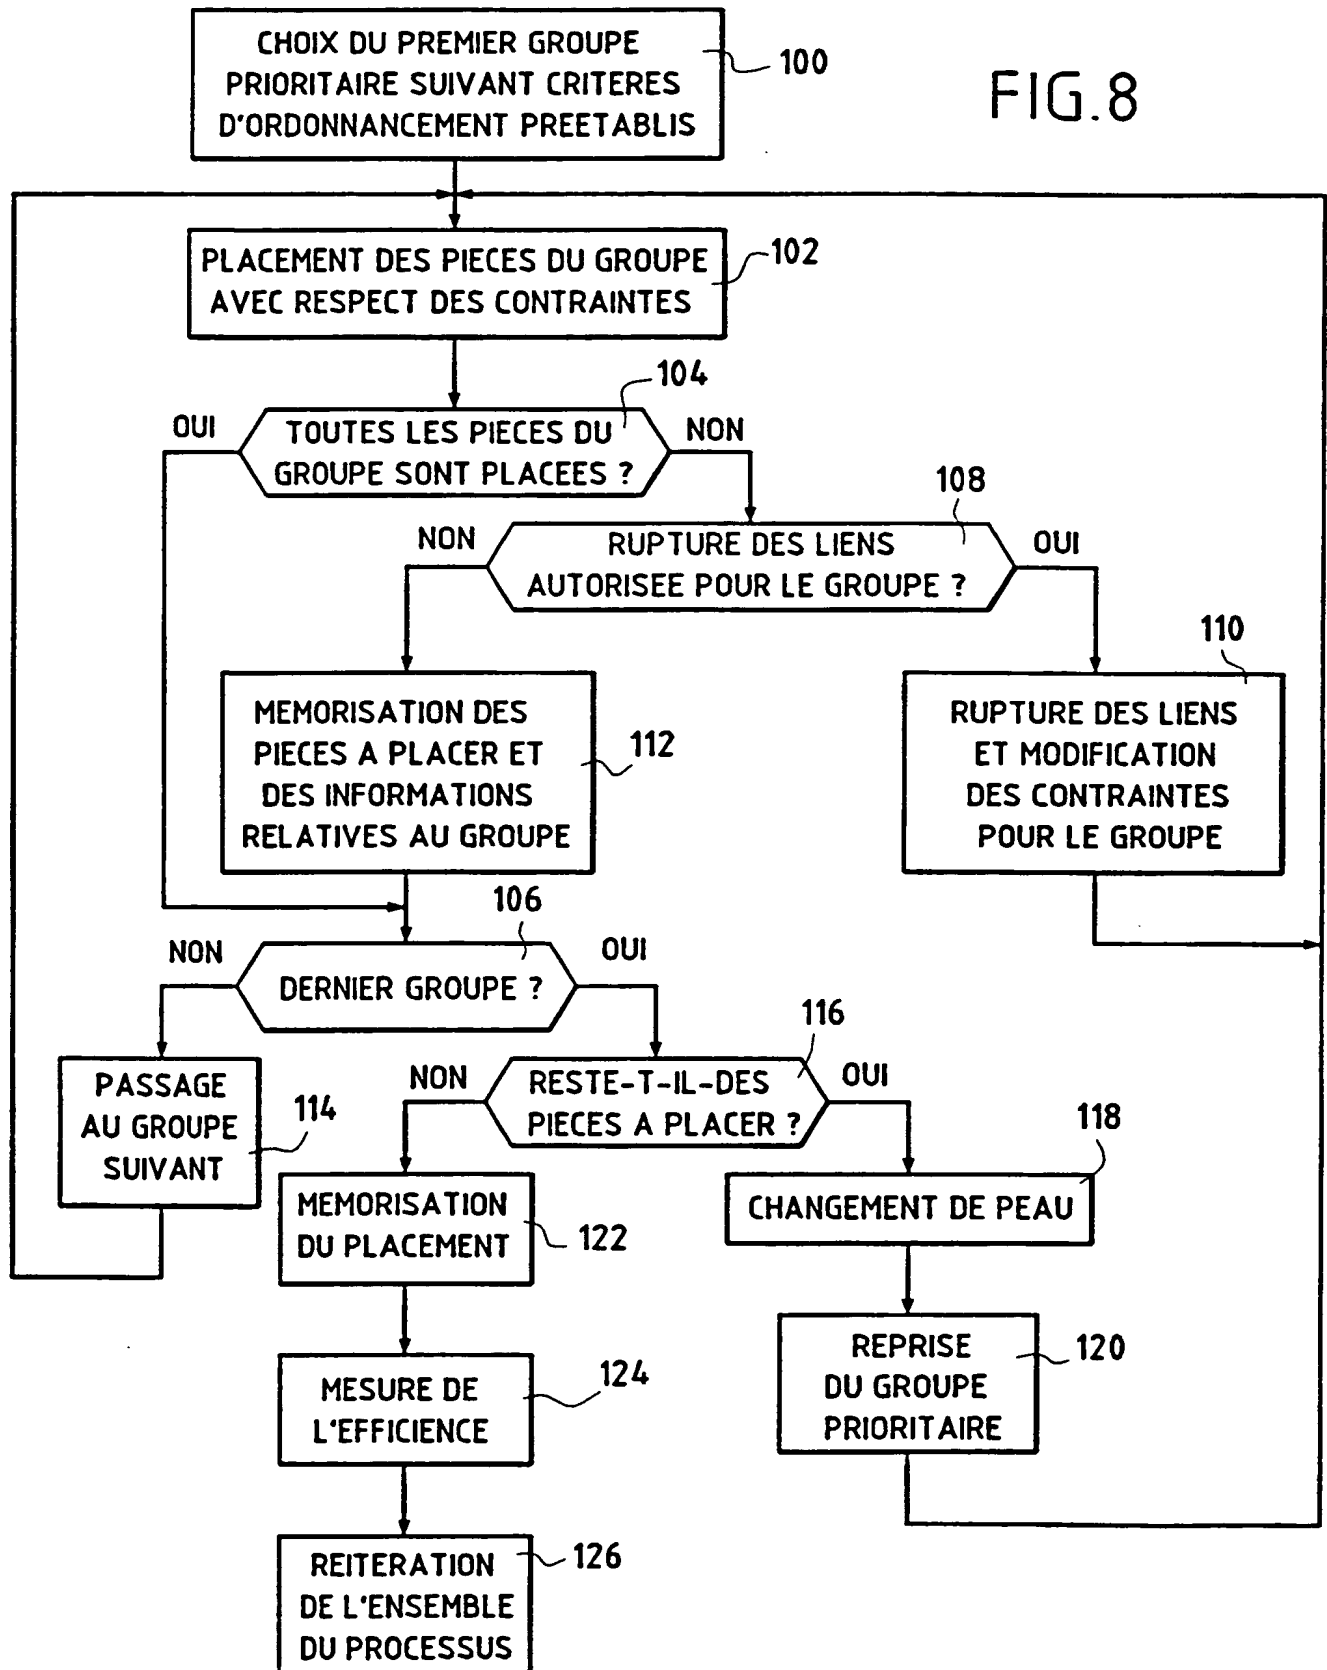 CHOIX DU PREMIER GROUPE
PRIORITAIRE SUIVANT CRITERES
D'ORDONNANCEMENT PREETABLIS
100
FIG.8
PLACEMENT DES PIECES DU GROUPE
AVEC RESPECT DES CONTRAINTES
102
104
OUI
TOUTES LES PIECES DU
GROUPE SONT PLACEES ?
NON
108
NON
RUPTURE DES LIENS
AUTORISEE POUR LE GROUPE ?
OUI
110
MEMORISATION DES
PIECES A PLACER ET
DES INFORMATIONS
RELATIVES AU GROUPE
112
RUPTURE DES LIENS
ET MODIFICATION
DES CONTRAINTES
POUR LE GROUPE
106
NON
DERNIER GROUPE ?
OUI
116
PASSAGE
AU GROUPE
SUIVANT
114
NON
RESTE-T-IL-DES
PIECES A PLACER ?
OUI
118
MEMORISATION
DU PLACEMENT
122
CHANGEMENT DE PEAU
MESURE DE
L'EFFICIENCE
124
REPRISE
DU GROUPE
PRIORITAIRE
120
REITERATION
DE L'ENSEMBLE
DU PROCESSUS
126